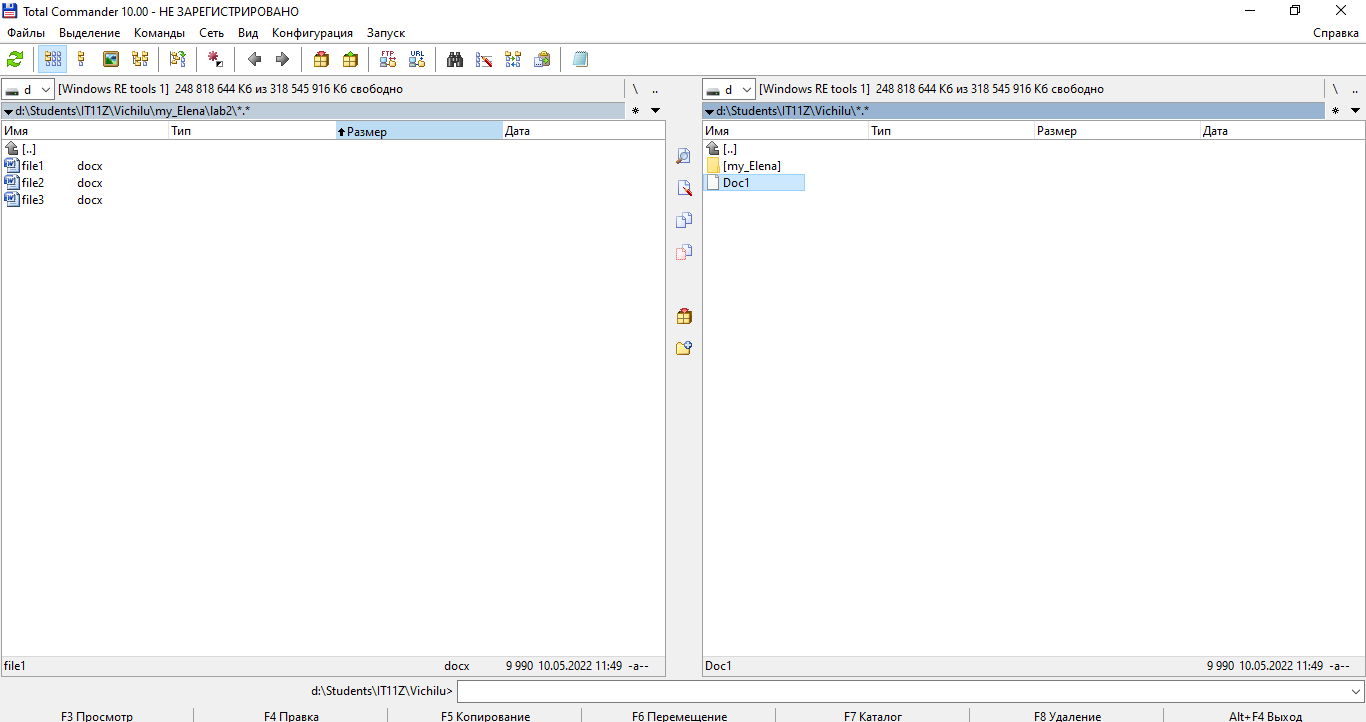 Total Commander 10.00 - НЕ ЗАРЕГИСТРИРОВАНО
Файлы Выделение Команды Сеть Вид Конфигурация Запуск Справка
FTP URL
d [Windows RE tools 1] 248 818 644 Кб из 318 545 916 Кб свободно \ ..
d [Windows RE tools 1] 248 818 644 Кб из 318 545 916 Кб свободно \ ..
d:\Students\IT11Z\Vichilu\my_Elena\lab2\*.* *
d:\Students\IT11Z\Vichilu\*.* *
Имя Тип Размер Дата
[..]
file1 docx
file2 docx
file3 docx
Имя Тип Размер Дата
[..]
[my_Elena]
Doc1
file1 docx 9 990 10.05.2022 11:49 -a--
Doc1 9 990 10.05.2022 11:49 -a--
d:\Students\IT11Z\Vichilu>
F3 Просмотр F4 Правка F5 Копирование F6 Перемещение F7 Каталог F8 Удаление Alt+F4 Выход